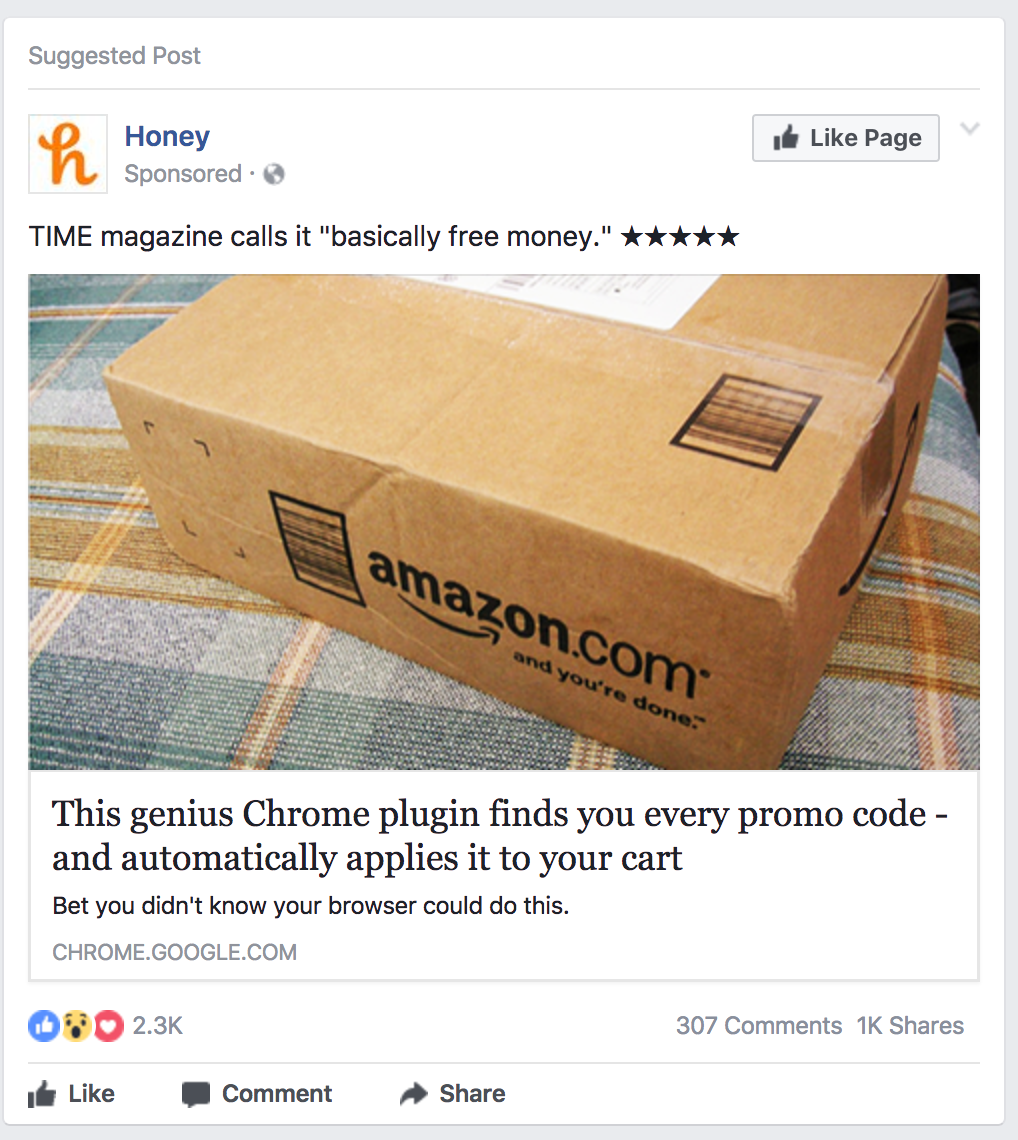 Suggested Post
Honey
Like Page
Sponsored ·
TIME magazine calls it "basically free money." ★★★★★
amazon.com
and you're done.™
This genius Chrome plugin finds you every promo code -
and automatically applies it to your cart
Bet you didn't know your browser could do this.
CHROME.GOOGLE.COM
2.3K
307 Comments 1K Shares
Like Comment Share